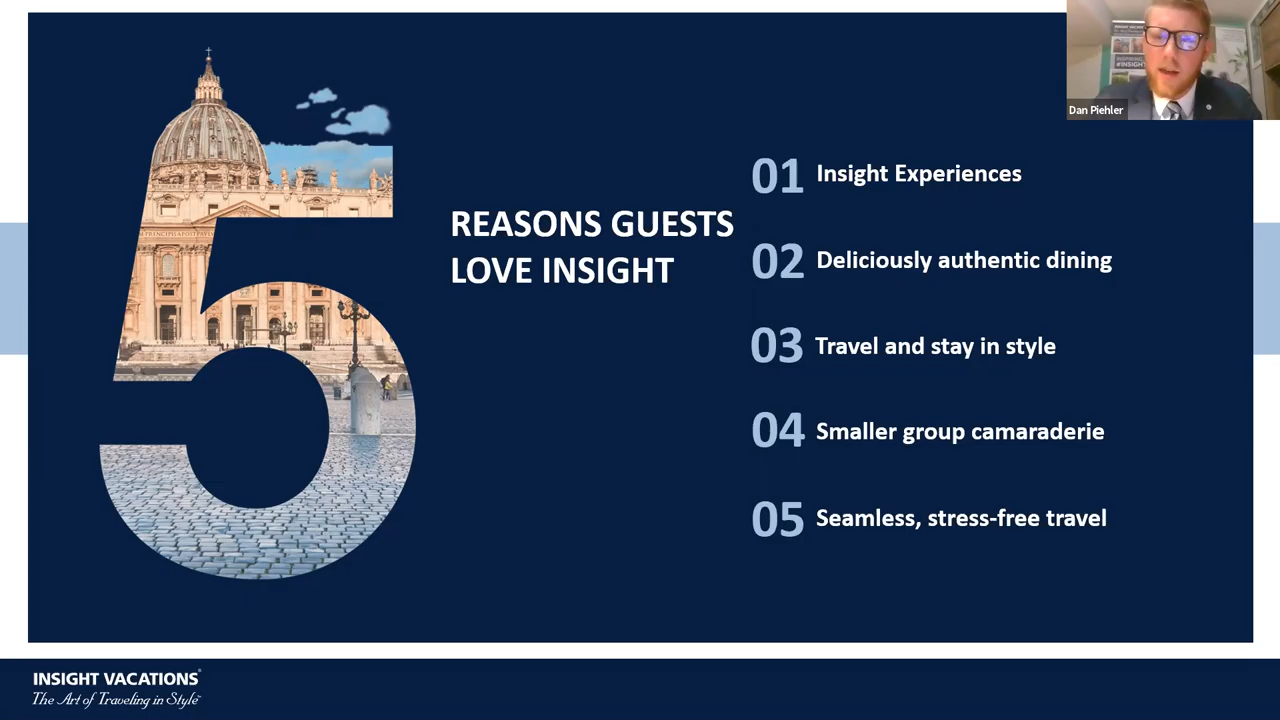 Dan Piehler
REASONS GUESTS
LOVE INSIGHT
01 Insight Experiences
02 Deliciously authentic dining
03 Travel and stay in style
04 Smaller group camaraderie
05 Seamless, stress-free travel
INSIGHT VACATIONS®
The Art of Traveling in Style